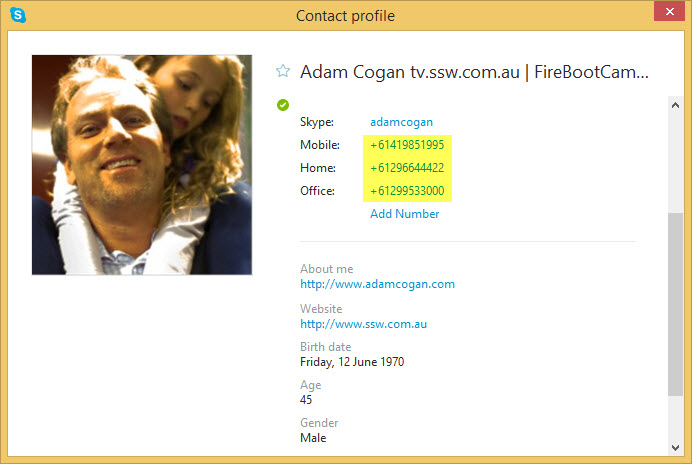 Contact profile
Adam Cogan tv.ssw.com.au | FireBootCam...
Skype: adamcogan
Mobile: +61419851995
Home: +61296644422
Office: +61299533000
Add Number
About me
http://www.adamcogan.com
Website
http://www.ssw.com.au
Birth date
Friday, 12 June 1970
Age
45
Gender
Male